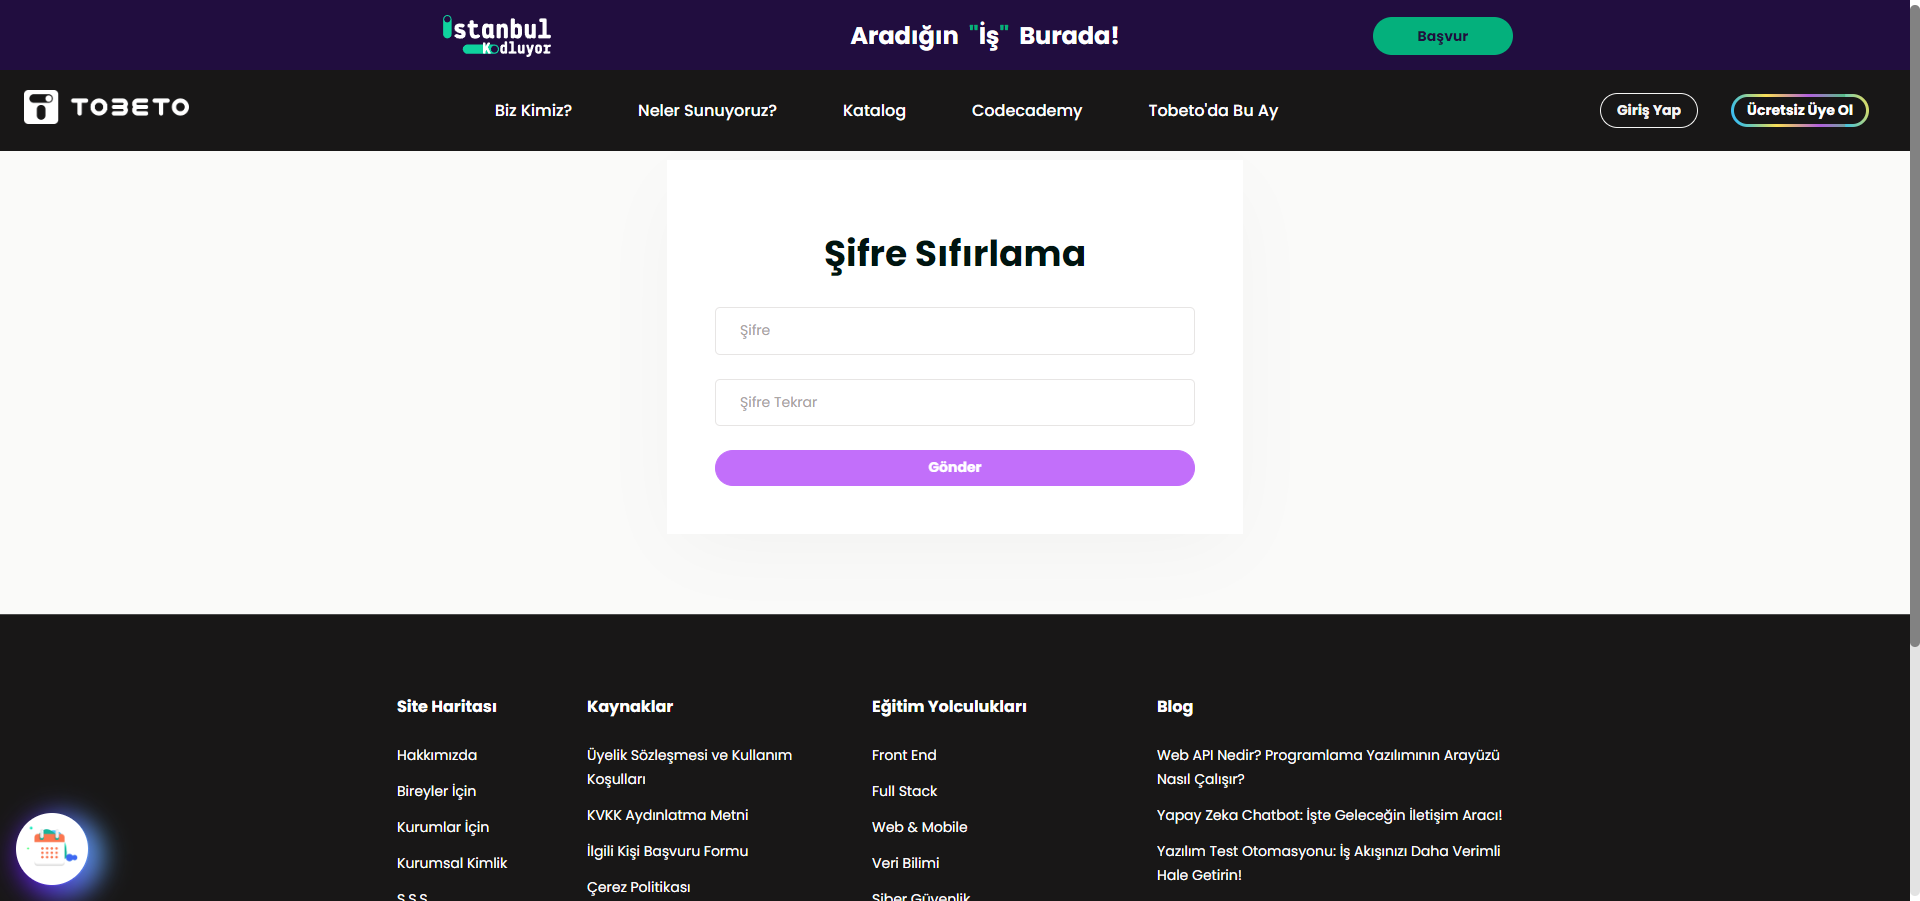 istanbul
Kodluyor
Aradığın "İş" Burada!
Başvur
TOBETO
Biz Kimiz?
Neler Sunuyoruz?
Katalog
Codecademy
Tobeto'da Bu Ay
Giriş Yap
Ücretsiz Üye Ol
Şifre Sıfırlama
Şifre
Şifre Tekrar
Gönder
Site Haritası
Hakkımızda
Bireyler İçin
Kurumlar İçin
Kurumsal Kimlik
S.S.S
Kaynaklar
Üyelik Sözleşmesi ve Kullanım
Koşulları
KVKK Aydınlatma Metni
İlgili Kişi Başvuru Formu
Çerez Politikası
Eğitim Yolculukları
Front End
Full Stack
Web & Mobile
Veri Bilimi
Siber Güvenlik
Blog
Web API Nedir? Programlama Yazılımının Arayüzü
Nasıl Çalışır?
Yapay Zeka Chatbot: İşte Geleceğin İletişim Aracı!
Yazılım Test Otomasyonu: İş Akışınızı Daha Verimli
Hale Getirin!